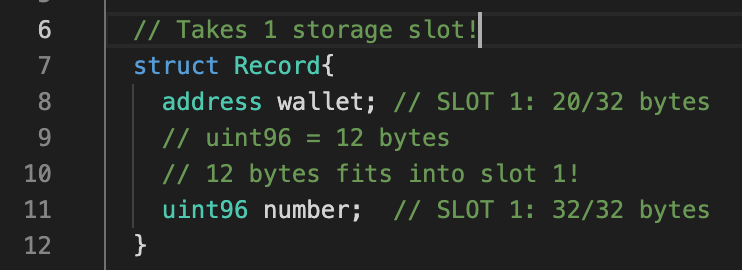 6 // Takes 1 storage slot!
7 struct Record{
8 address wallet; // SLOT 1: 20/32 bytes
9 // uint96 = 12 bytes
10 // 12 bytes fits into slot 1!
11 uint96 number;  // SLOT 1: 32/32 bytes
12 }